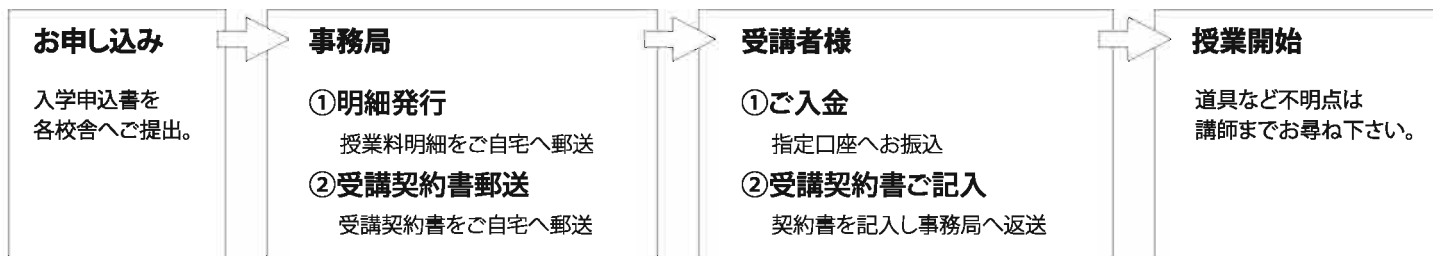 お申し込み
入学申込書を
各校舎へご提出。
事務局
①明細発行
授業料明細をご自宅へ郵送
②受講契約書郵送
受講契約書をご自宅へ郵送
受講者様
①ご入金
指定口座へお振込
②受講契約書ご記入
契約書を記入し事務局へ返送
授業開始
道具など不明点は
講師までお尋ね下さい。